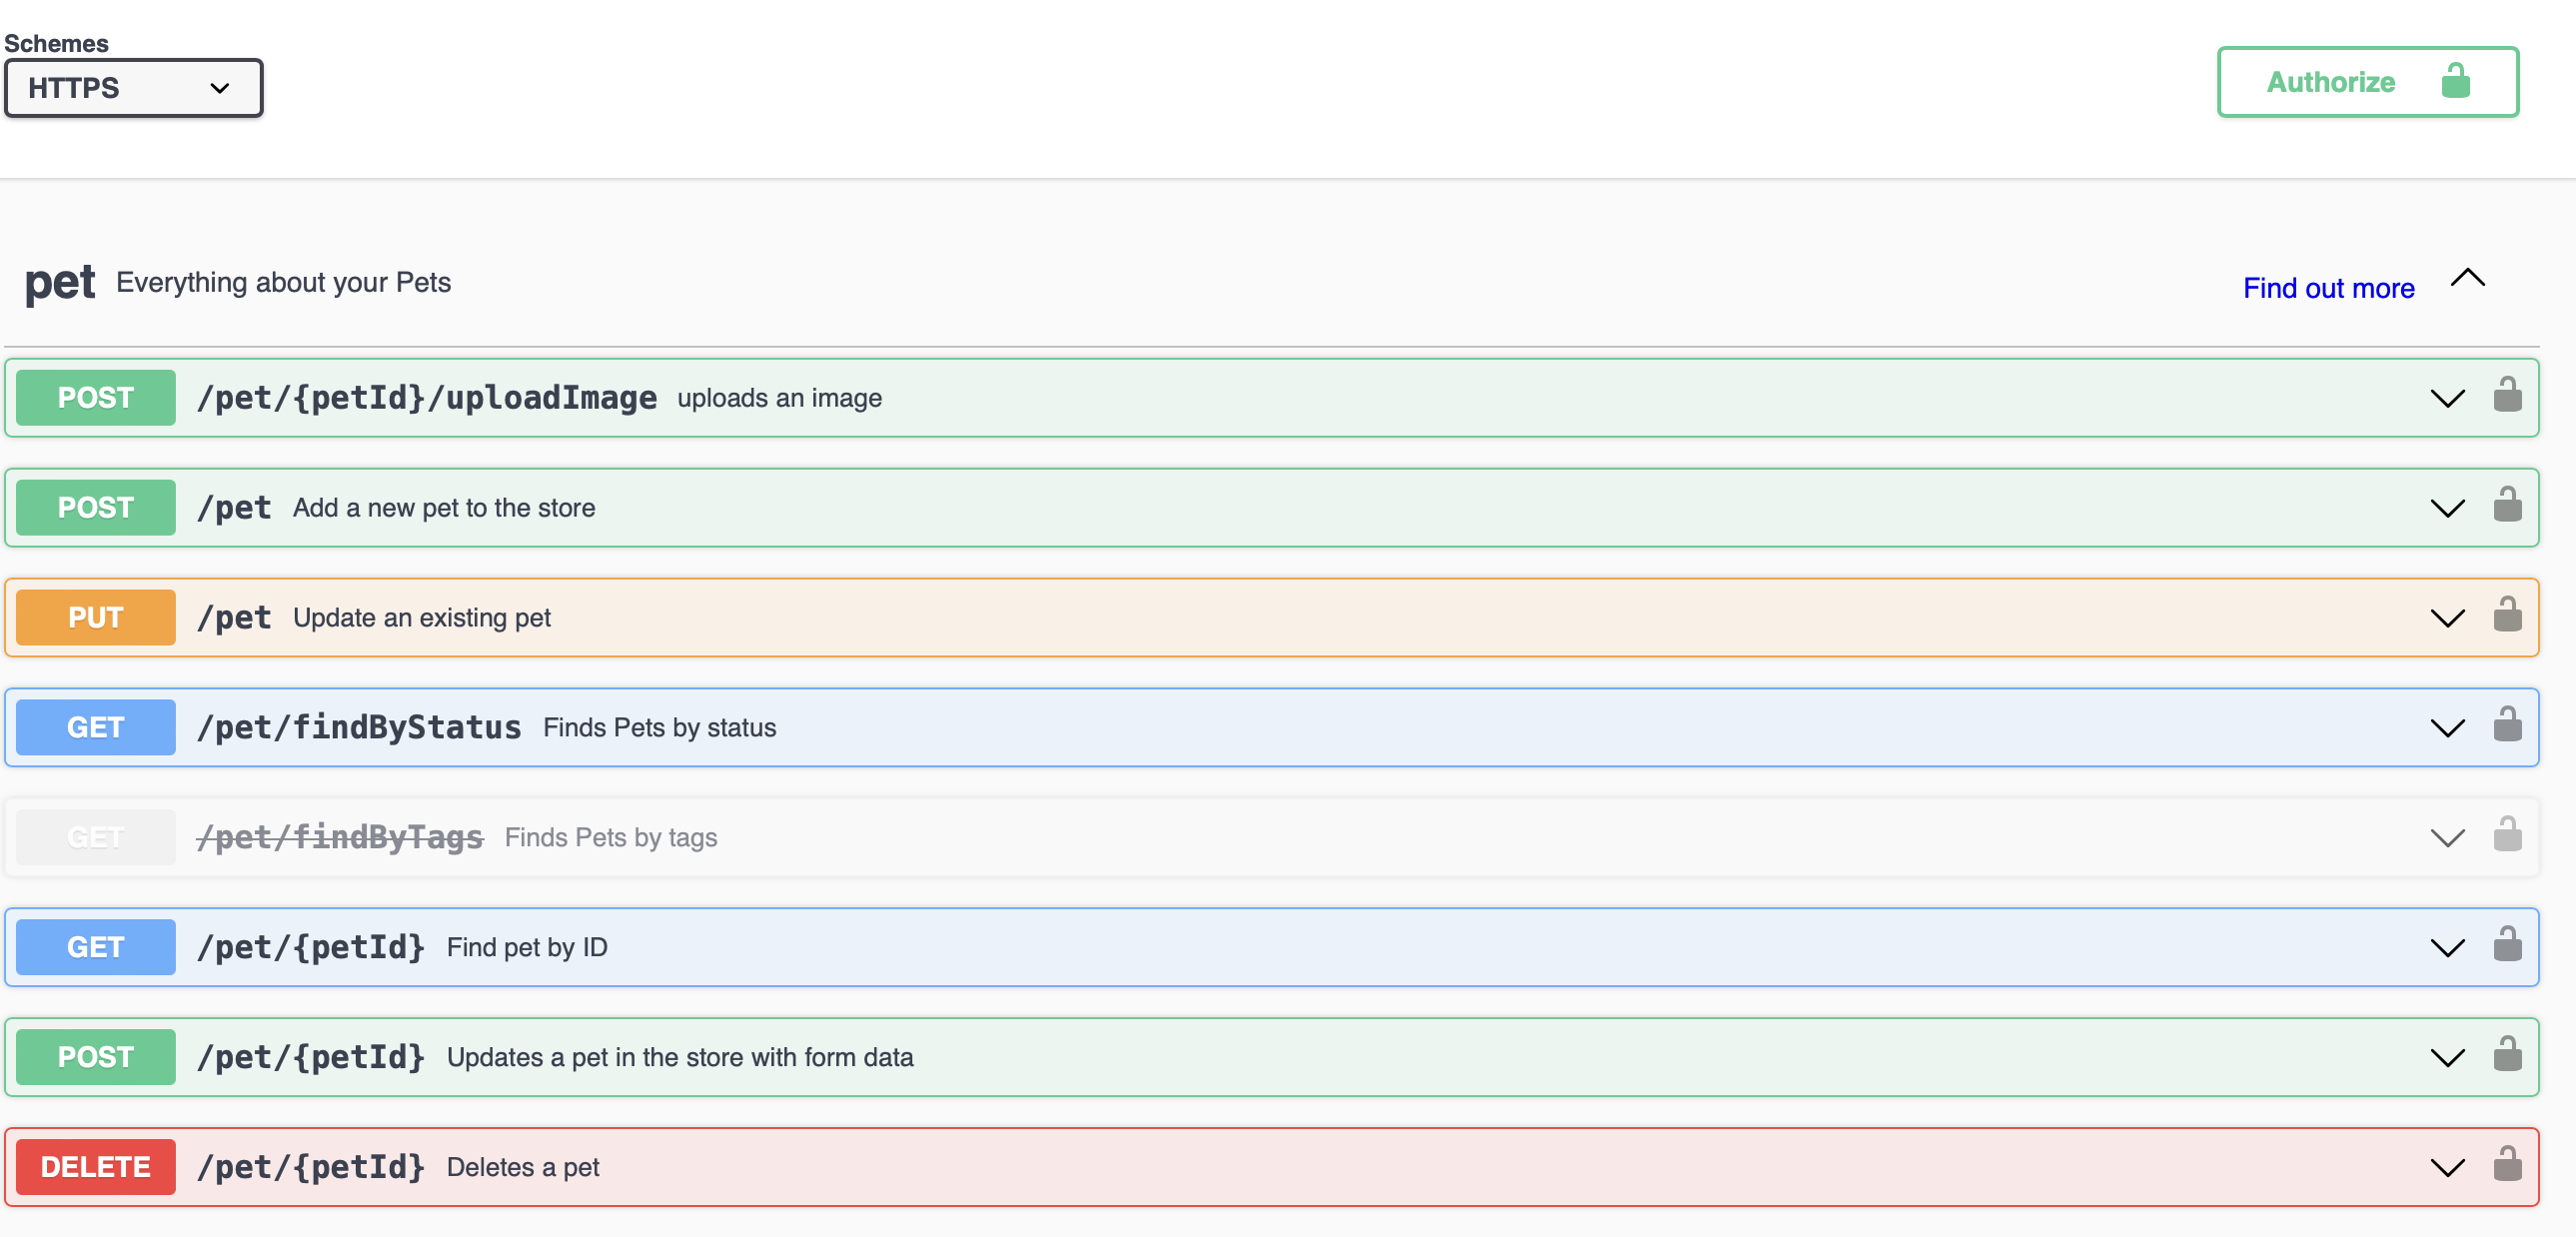 Schemes
HTTPS
Authorize
pet Everything about your Pets
Find out more
POST /pet/{petId}/uploadImage uploads an image
POST /pet Add a new pet to the store
PUT /pet Update an existing pet
GET /pet/findByStatus Finds Pets by status
GET /pet/findByTags Finds Pets by tags
GET /pet/{petId} Find pet by ID
POST /pet/{petId} Updates a pet in the store with form data
DELETE /pet/{petId} Deletes a pet